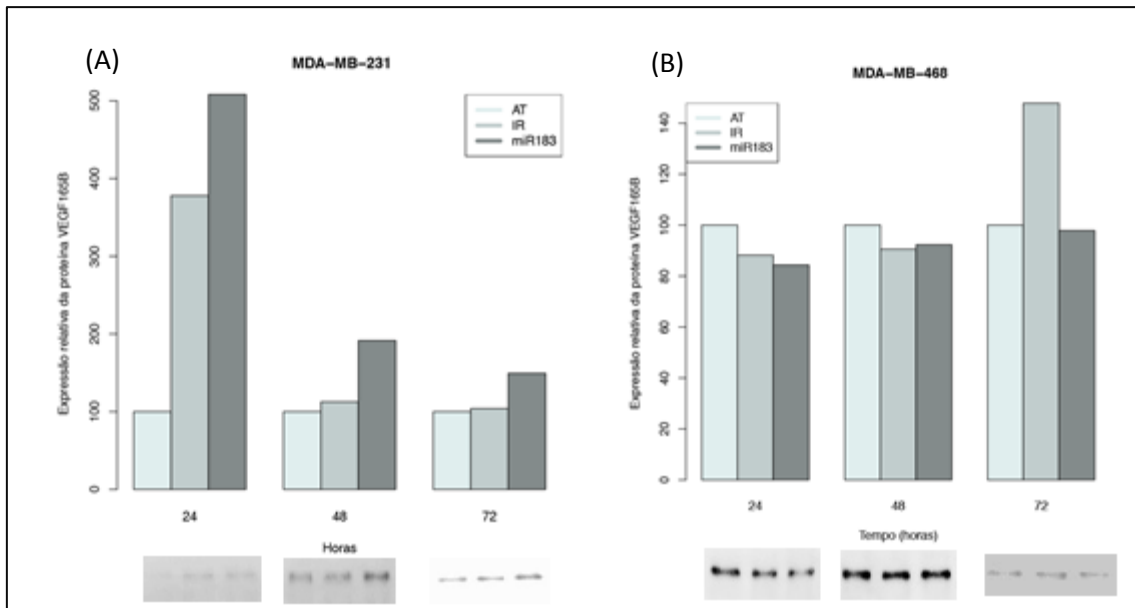 (A)
MDA-MB-231
Expressão relativa da proteína VEGF165B
500
400
300
200
100
0
AT
IR
miR183
24 48 72
Horas
(B)
MDA-MB-468
Expressão relativa da proteína VEGF165B
140
120
100
80
60
40
20
0
AT
IR
miR183
24 48 72
Tempo (horas)